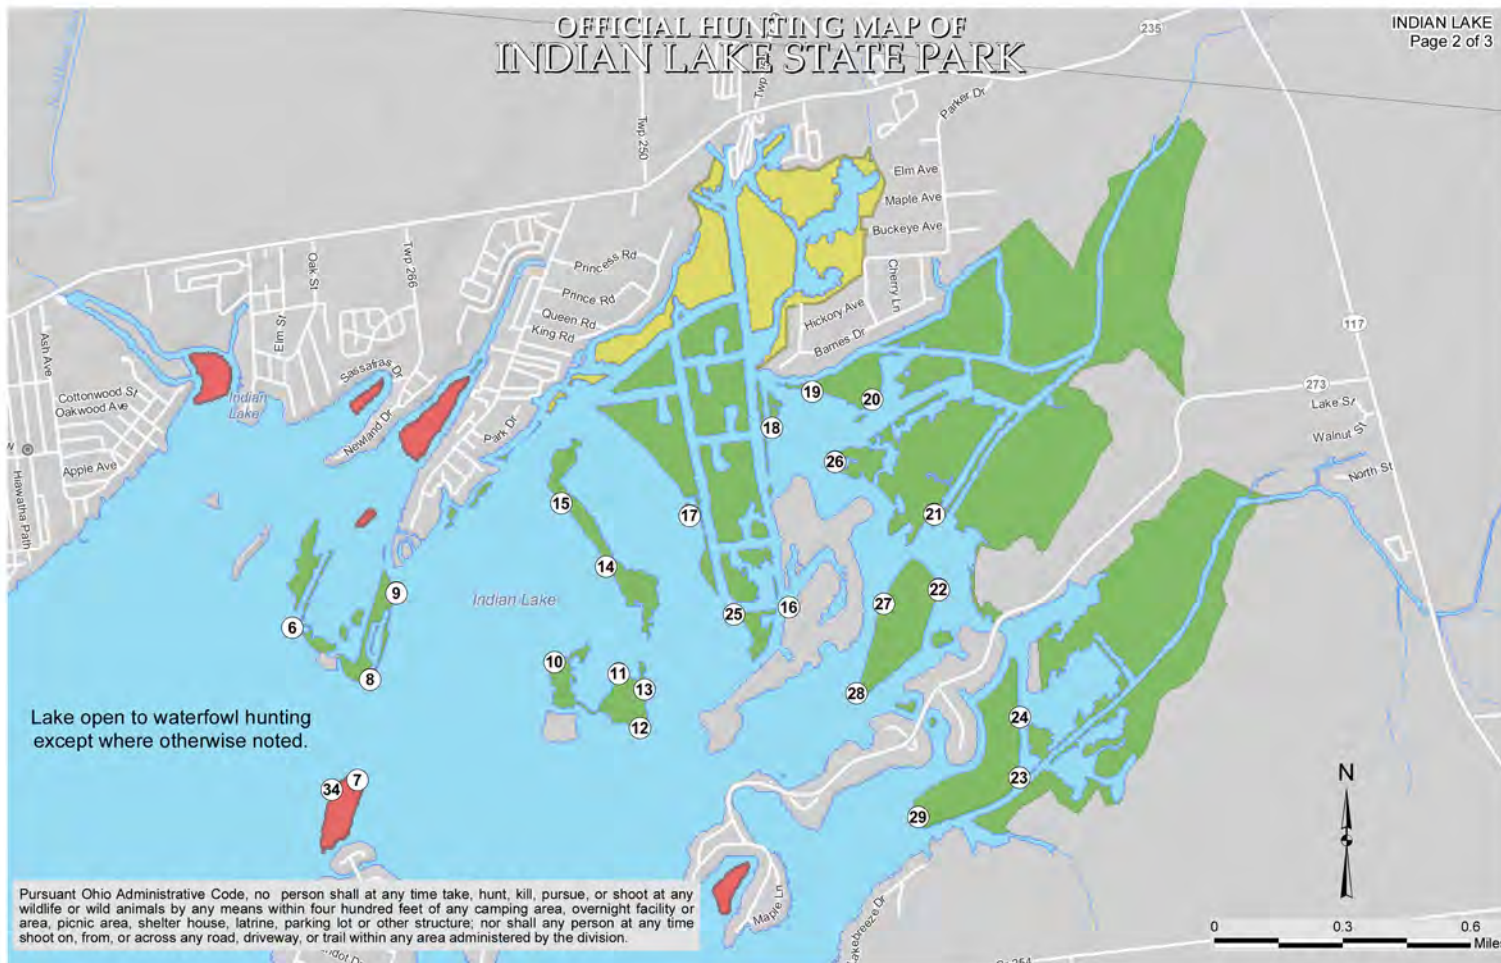 OFFICIAL HUNTING MAP OF
INDIAN LAKE STATE PARK
INDIAN LAKE
Page 2 of 3
235
Parker Dr
Twp 250
Elm Ave
Maple Ave
Buckeye Ave
Princess Rd
Prince Rd
Queen Rd
King Rd
Oak St
Twp 266
Cherry Ln
Hickory Ave
Barnes Dr
Elm St
Ash Ave
Sassafras Dr
117
273
Lake St
Walnut St
North St
Cottonwood St
Oakwood Ave
Indian
Lake
Newland Dr
Park Dr
Apple Ave
Hiawatha Path
19
20
18
26
15
17
21
14
9
6
8
Indian Lake
25
16
27
22
10
11
13
12
28
24
23
29
Lake open to waterfowl hunting
except where otherwise noted.
34
7
N
Maple Ln
Pursuant Ohio Administrative Code, no person shall at any time take, hunt, kill, pursue, or shoot at any
wildlife or wild animals by any means within four hundred feet of any camping area, overnight facility or
area, picnic area, shelter house, latrine, parking lot or other structure; nor shall any person at any time
shoot on, from, or across any road, driveway, or trail within any area administered by the division.
0 0.3 0.6
Miles